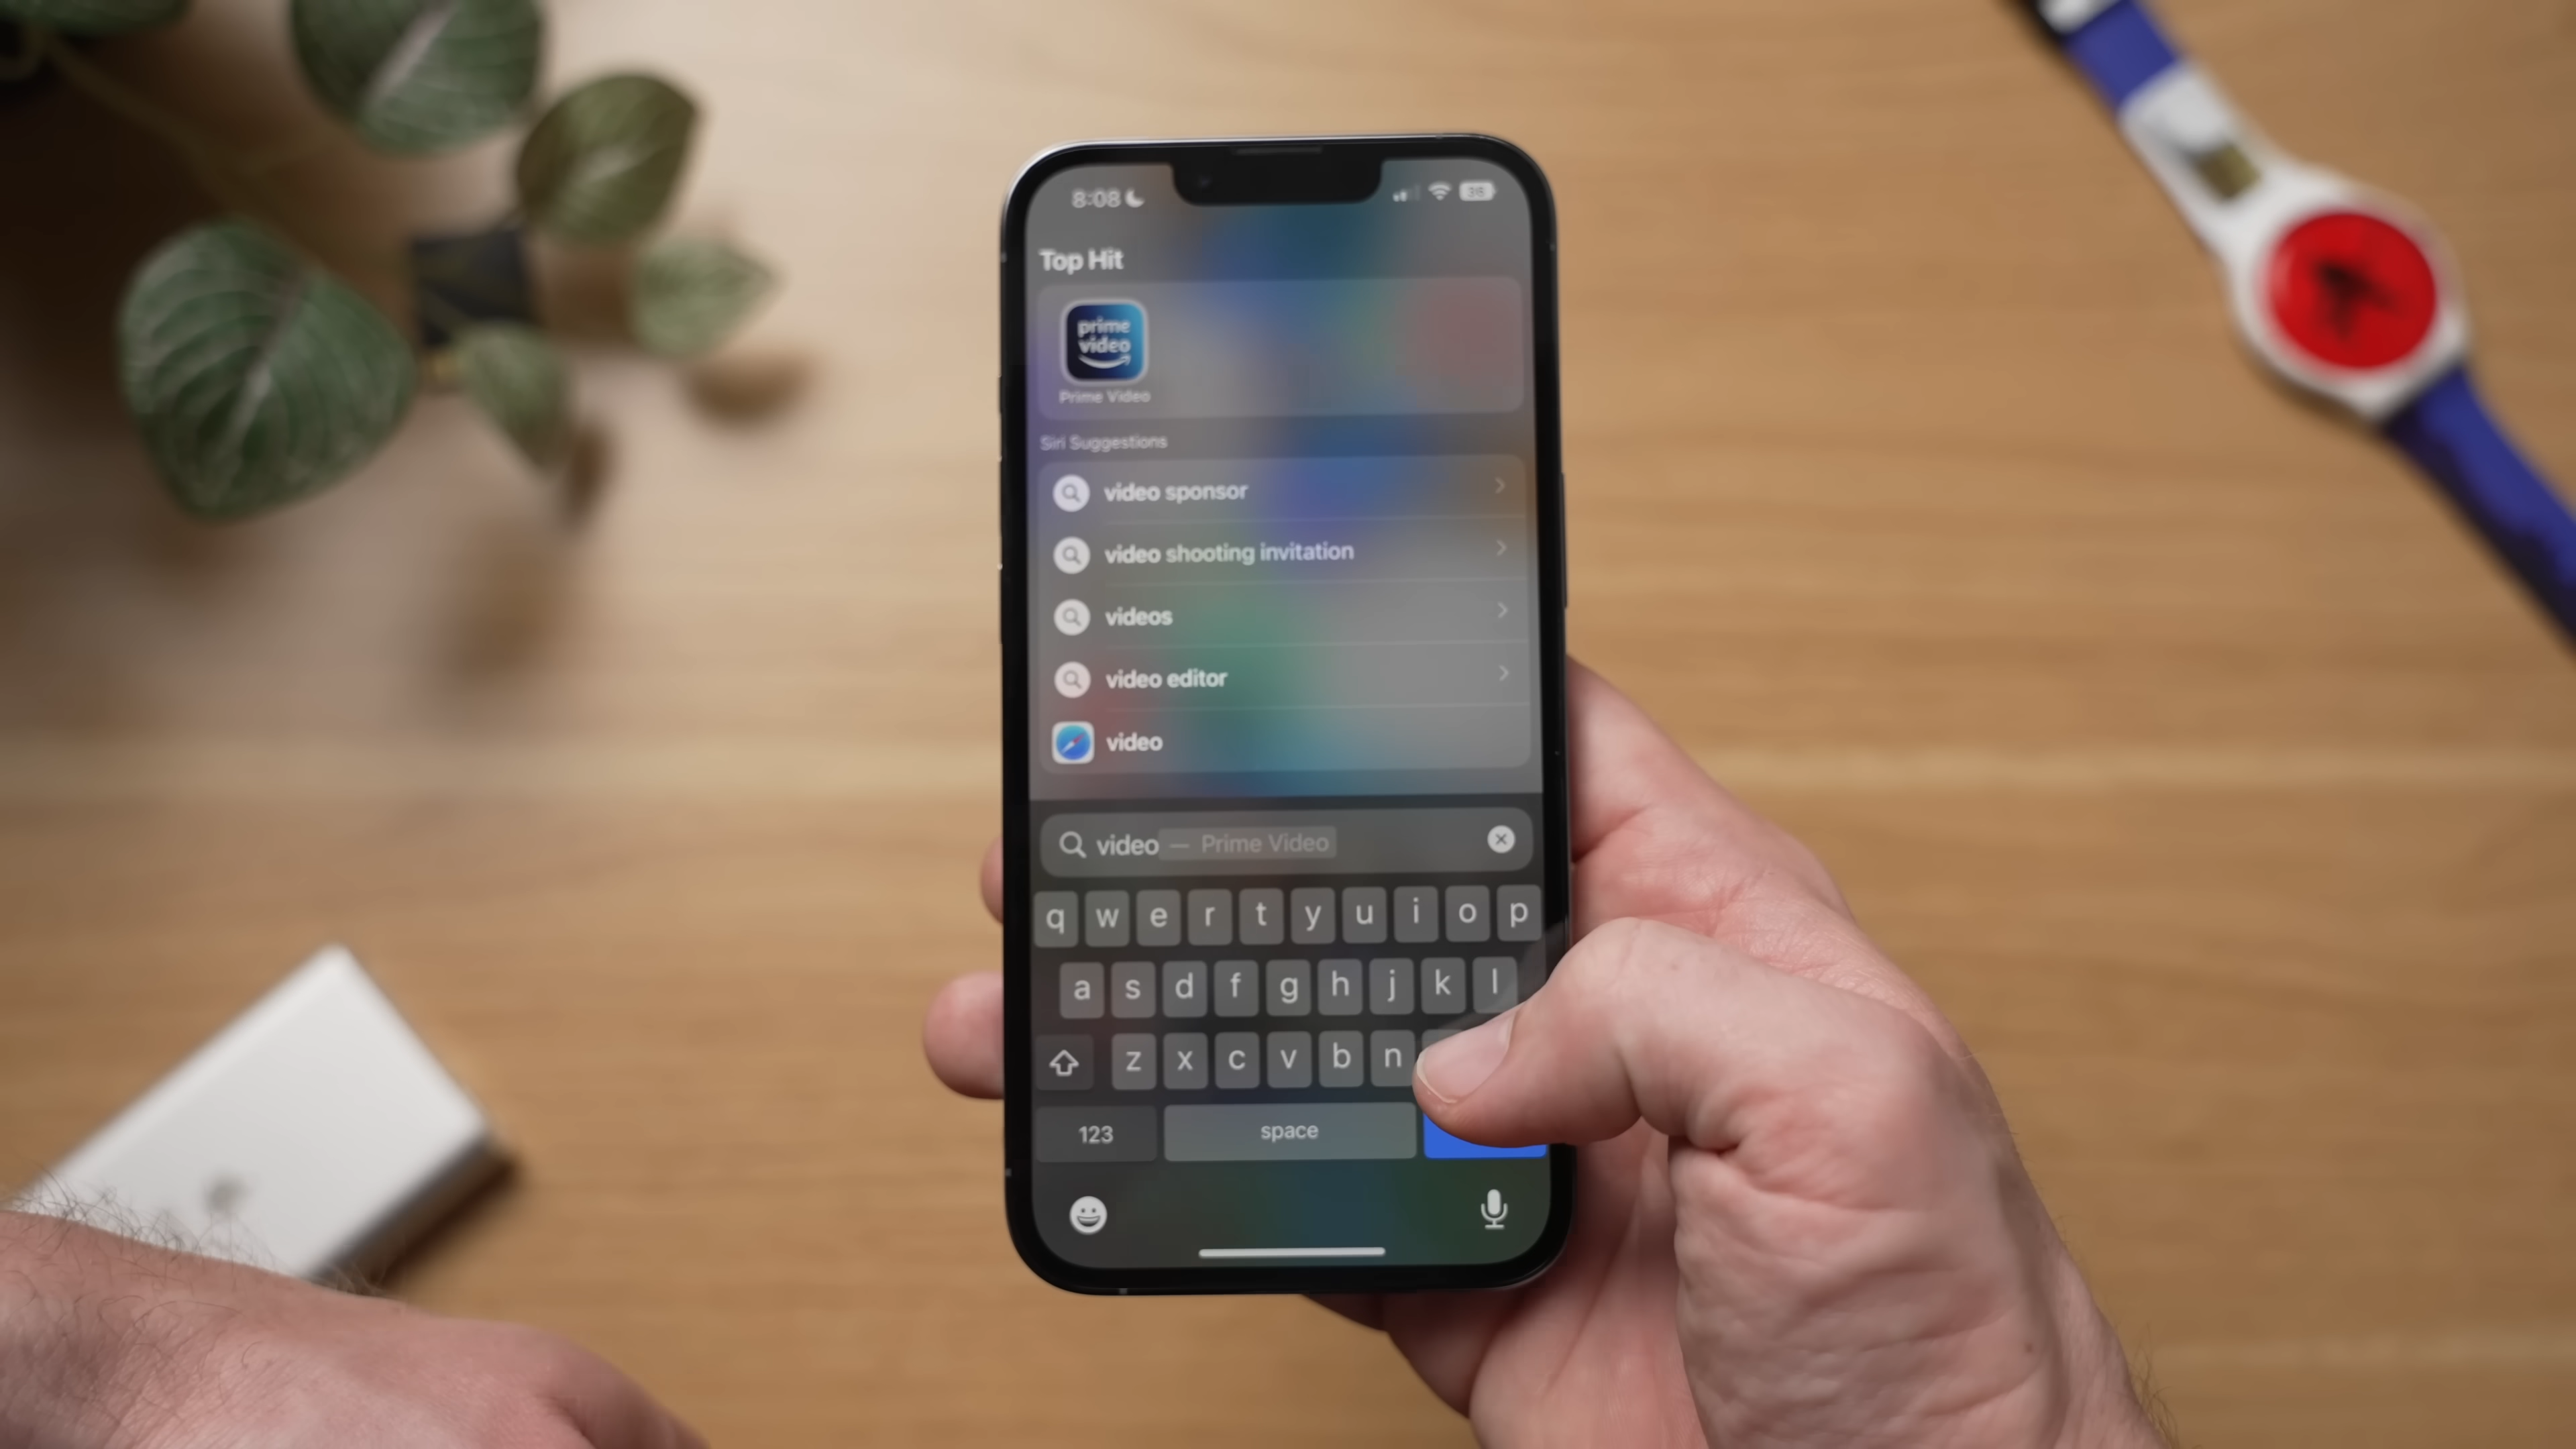 8:08
36
Top Hit
prime
video
Prime Video
Siri Suggestions
video sponsor
video shooting invitation
videos
video editor
video
video — Prime Video
q w e r t y u i o p
a s d f g h j k l
z x c v b n
123 space